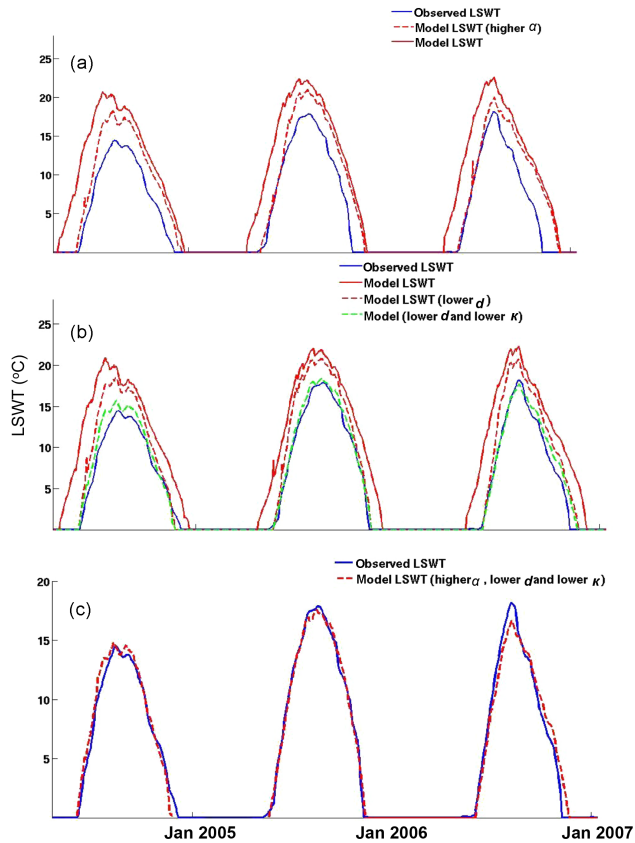 Observed LSWT
Model LSWT (higher α)
Model LSWT
(a)
25
20
15
10
5
Observed LSWT
Model LSWT
Model LSWT (lower d)
Model (lower d and lower κ)
(b)
25
20
15
10
5
LSWT (°C)
Observed LSWT
Model LSWT (higher α , lower d and lower κ)
(c)
20
15
10
5
Jan 2005 Jan 2006 Jan 2007